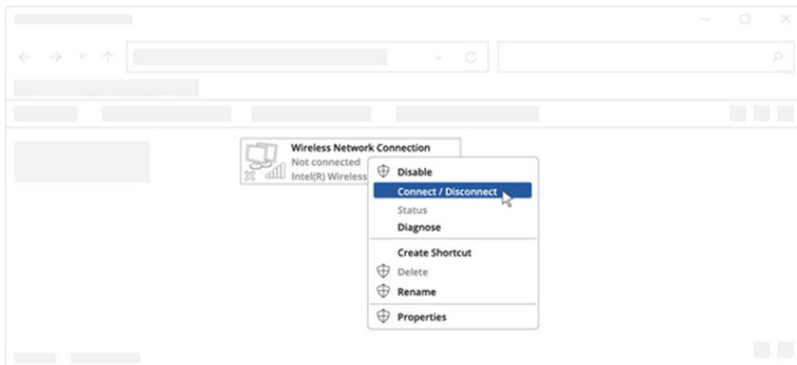 Wireless Network Connection
Not connected
Intel(R) Wireless
Disable
Connect / Disconnect
Status
Diagnose
Create Shortcut
Delete
Rename
Properties